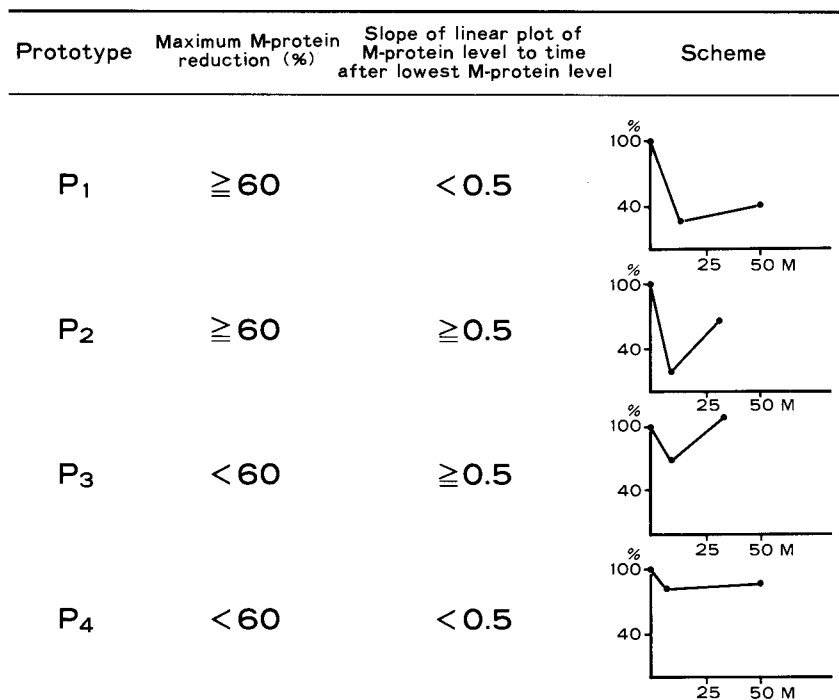 Prototype
Maximum M-protein
reduction (%)
Slope of linear plot of
M-protein level to time
after lowest M-protein level
Scheme
P1
≧60
<0.5
%
100
40
25 50 M
P2
≧60
≧0.5
%
100
40
25 50 M
P3
<60
≧0.5
%
100
40
25 50 M
P4
<60
<0.5
%
100
40
25 50 M